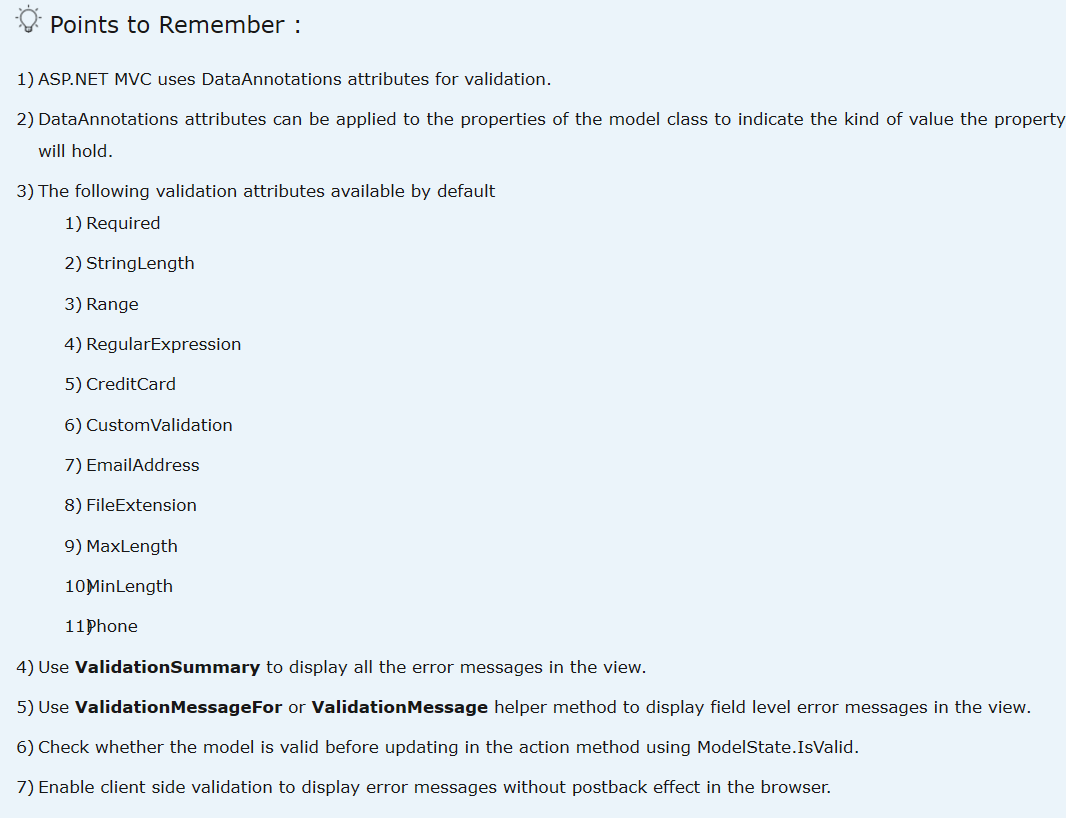 Points to Remember :
1) ASP.NET MVC uses DataAnnotations attributes for validation.
2) DataAnnotations attributes can be applied to the properties of the model class to indicate the kind of value the property
will hold.
3) The following validation attributes available by default
1) Required
2) StringLength
3) Range
4) RegularExpression
5) CreditCard
6) CustomValidation
7) EmailAddress
8) FileExtension
9) MaxLength
10) MinLength
11) Phone
4) Use ValidationSummary to display all the error messages in the view.
5) Use ValidationMessageFor or ValidationMessage helper method to display field level error messages in the view.
6) Check whether the model is valid before updating in the action method using ModelState.IsValid.
7) Enable client side validation to display error messages without postback effect in the browser.